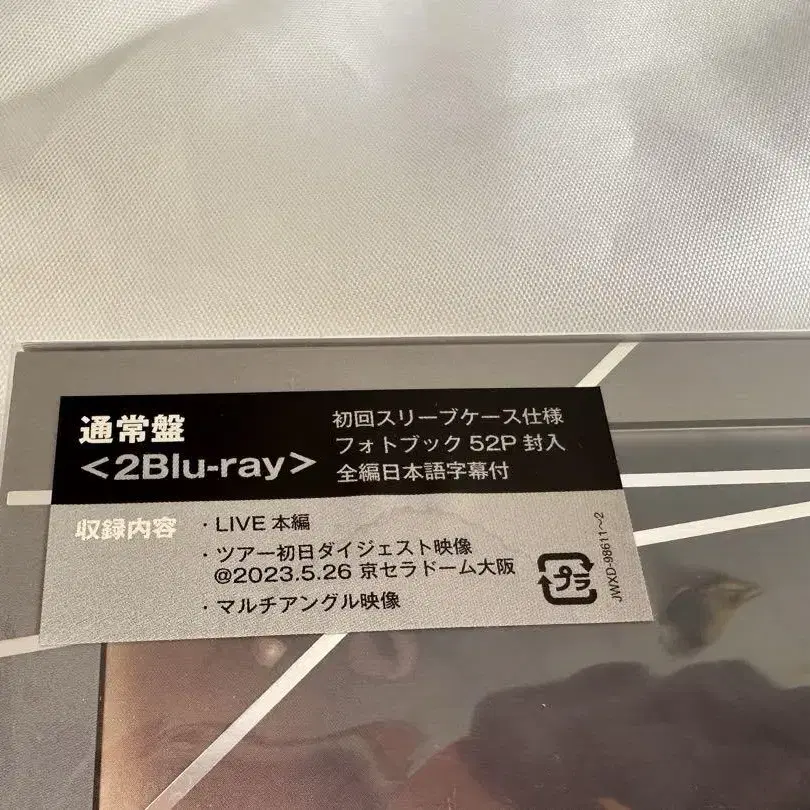 通常盤
<2Blu-ray>
初回スリーブケース仕様
フォトブック 52P 封入
全編日本語字幕付
収録内容
・LIVE 本編
・ツアー初日ダイジェスト映像
@2023.5.26 京セラドーム大阪
・マルチアングル映像
プラ
JWXD-98611〜2